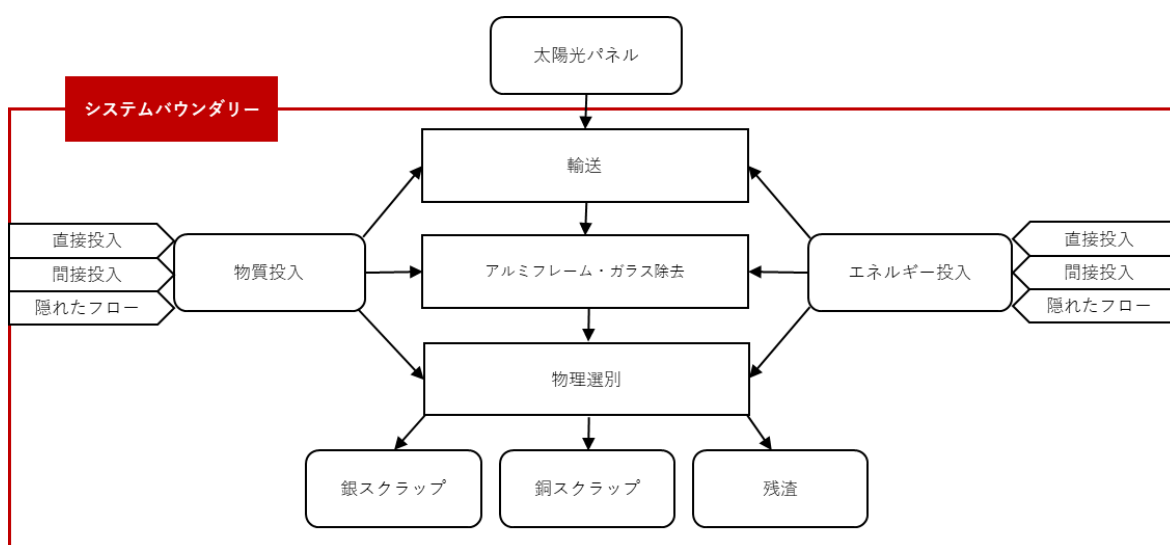 太陽光パネル
システムバウンダリー
輸送
直接投入
間接投入
隠れたフロー
物質投入
アルミフレーム・ガラス除去
エネルギー投入
直接投入
間接投入
隠れたフロー
物理選別
銀スクラップ
銅スクラップ
残渣